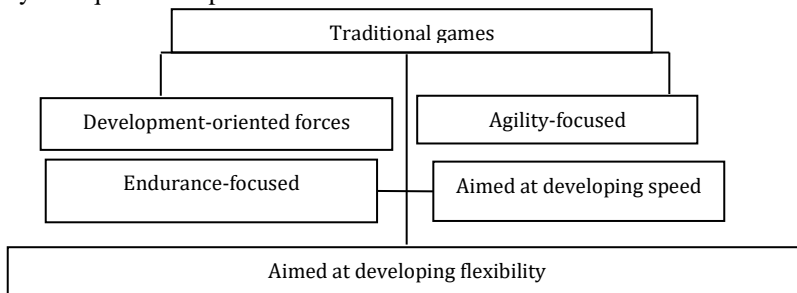 Traditional games
Development-oriented forces
Agility-focused
Endurance-focused
Aimed at developing speed
Aimed at developing flexibility